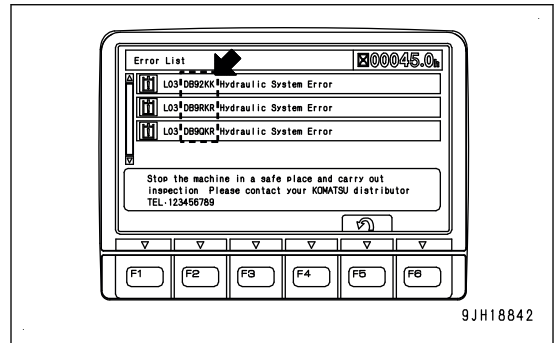 Error List
00045.0h
L03 DB92KK Hydraulic System Error
L03 DB9RKR Hydraulic System Error
L03 DB9QKR Hydraulic System Error
Stop the machine in a safe place and carry out
inspection Please contact your KOMATSU distributor
TEL.123456789
F1 F2 F3 F4 F5 F6
9JH18842